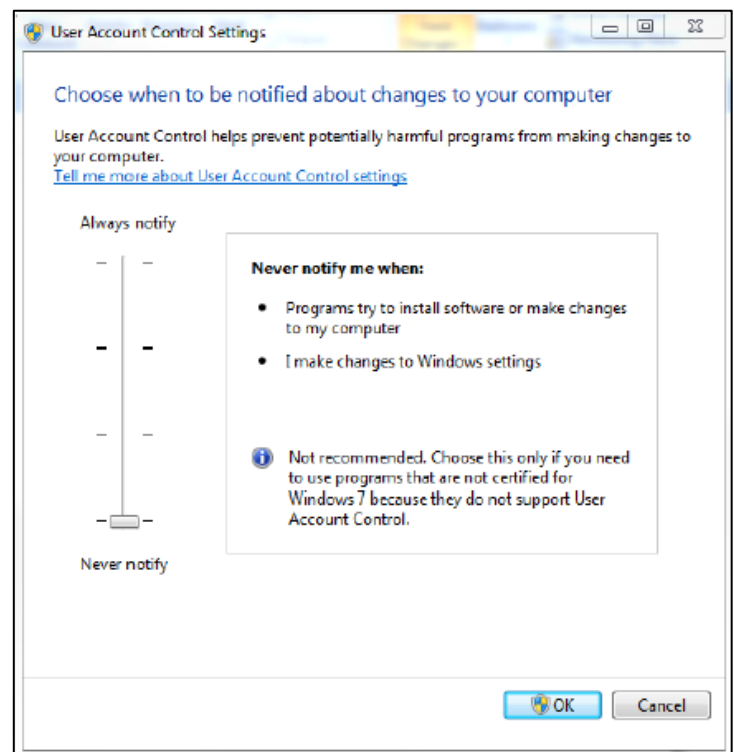 User Account Control Settings
Choose when to be notified about changes to your computer
User Account Control helps prevent potentially harmful programs from making changes to
your computer.
Tell me more about User Account Control settings
Always notify
Never notify me when:
• Programs try to install software or make changes
to my computer
• I make changes to Windows settings
Not recommended. Choose this only if you need
to use programs that are not certified for
Windows 7 because they do not support User
Account Control.
Never notify
OK Cancel